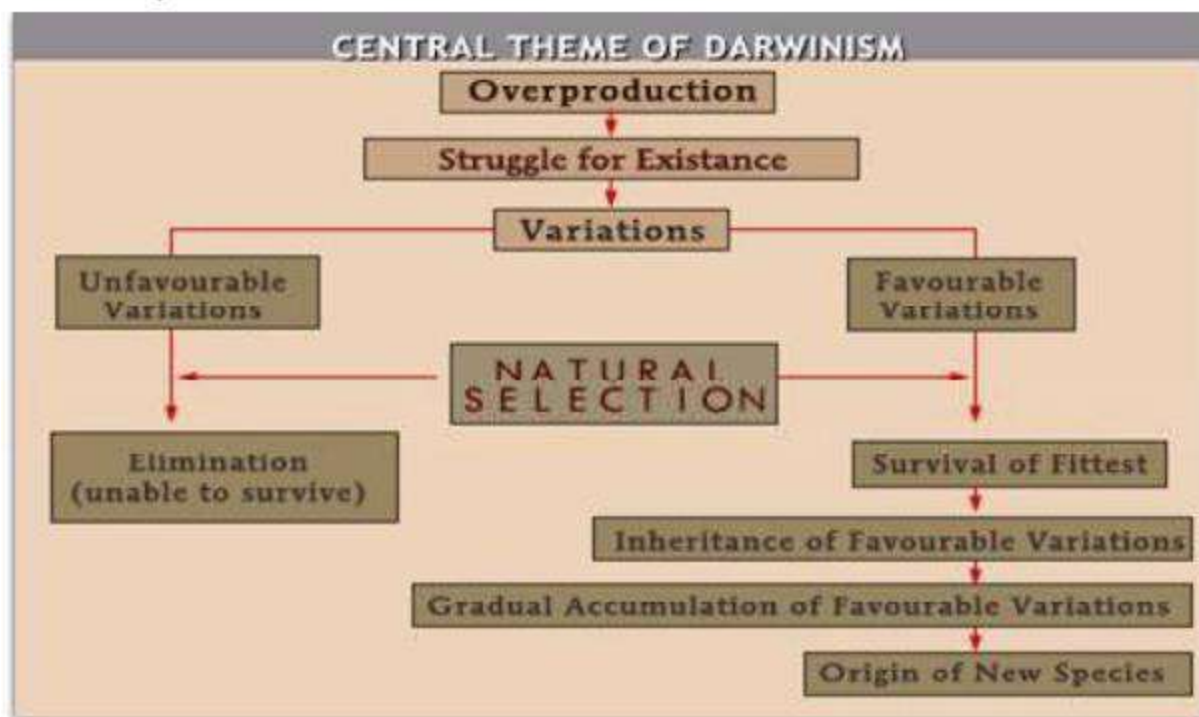 CENTRAL THEME OF DARWINISM
Overproduction
Struggle for Existance
Variations
Unfavourable
Variations
Favourable
Variations
NATURAL
SELECTION
Elimination
(unable to survive)
Survival of Fittest
Inheritance of Favourable Variations
Gradual Accumulation of Favourable Variations
Origin of New Species